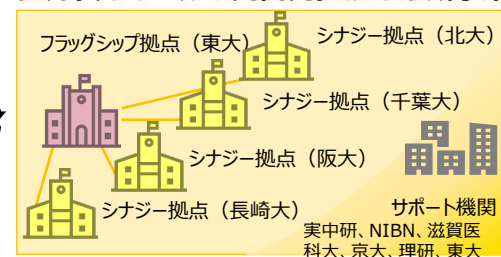 フラッグシップ拠点（東大）
シナジー拠点（北大）
シナジー拠点（千葉大）
シナジー拠点（阪大）
シナジー拠点（長崎大）
サポート機関
実中研、NIBN、滋賀医
科大、京大、理研、東大